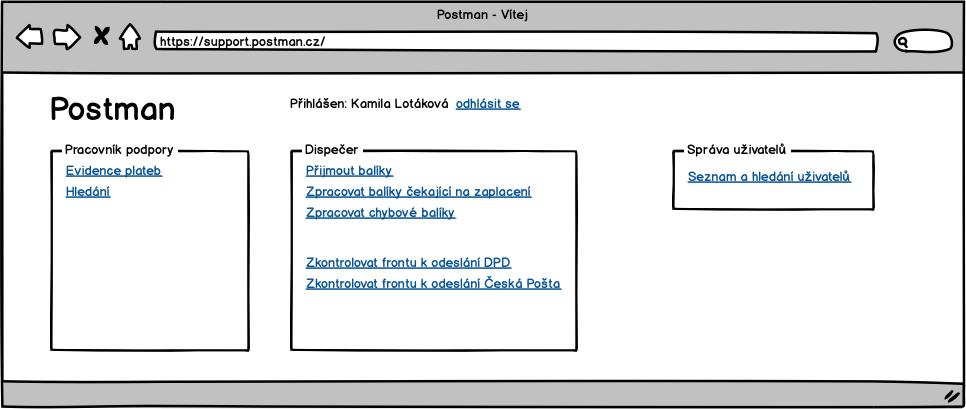 Postman - Vítej
https://support.postman.cz/
Postman
Přihlášen: Kamila Lotáková odhlásit se
Pracovník podpory
Evidence plateb
Hledání
Dispečer
Přijmout balíky
Zpracovat balíky čekající na zaplacení
Zpracovat chybové balíky
Zkontrolovat frontu k odeslání DPD
Zkontrolovat frontu k odeslání Česká Pošta
Správa uživatelů
Seznam a hledání uživatelů